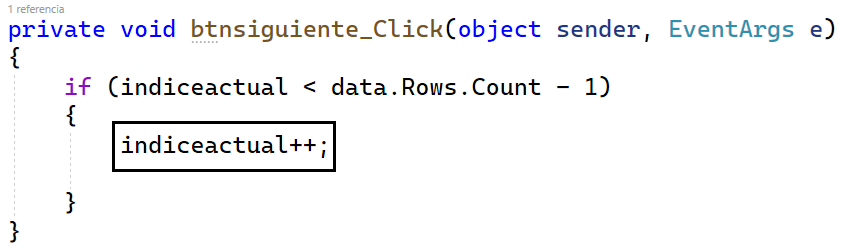 1 referencia
private void btnsiguiente_Click(object sender, EventArgs e)
{
if (indiceactual < data.Rows.Count - 1)
{
indiceactual++;
}
}